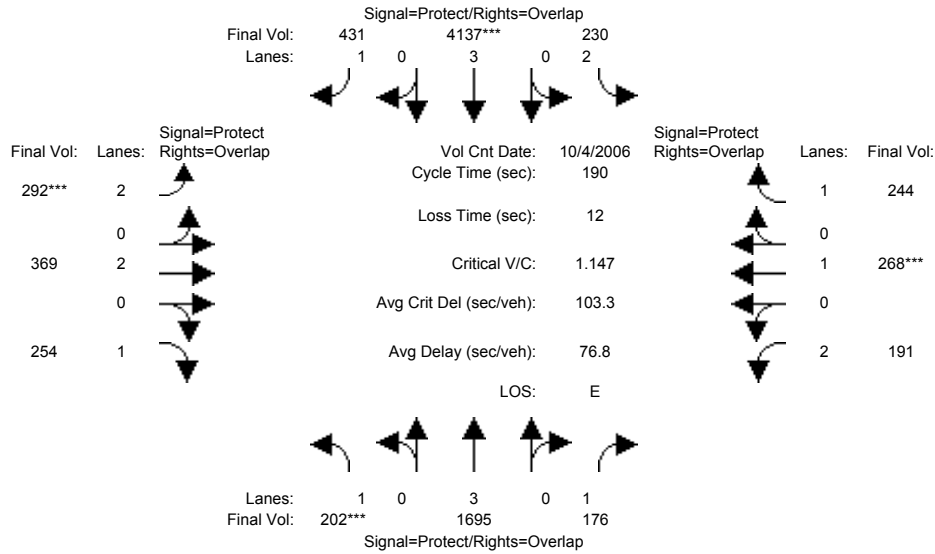 Signal=Protect/Rights=Overlap
Final Vol: 431 4137*** 230
Lanes: 1 0 3 0 2
Signal=Protect
Final Vol: Lanes: Rights=Overlap
Vol Cnt Date: 10/4/2006
Signal=Protect
Rights=Overlap Lanes: Final Vol:
Cycle Time (sec): 190
292*** 2
1 244
Loss Time (sec): 12
0
0
369 2
Critical V/C: 1.147
1 268***
0
Avg Crit Del (sec/veh): 103.3
0
254 1
Avg Delay (sec/veh): 76.8
2 191
LOS: E
Lanes: 1 0 3 0 1
Final Vol: 202*** 1695 176
Signal=Protect/Rights=Overlap